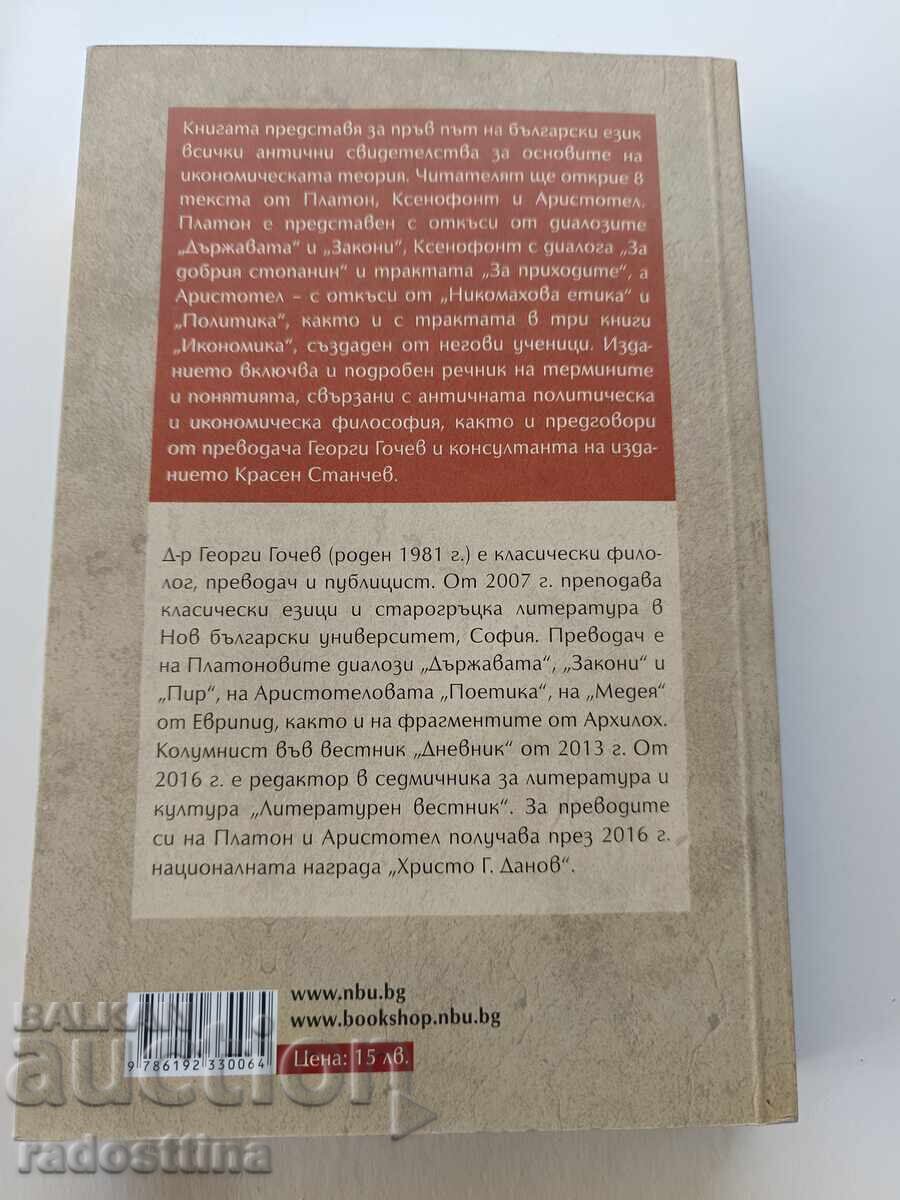 Книгата представя за пръв път на български език
всички антични свидетелства за основите на
икономическата теория. Читателят ще открие в
текста от Платон, Ксенофонт и Аристотел.
Платон е представен с откъси от диалозите
„Държавата“ и „Закони“, Ксенофонт с диалога „За
добрия стопанин“ и трактата „За приходите“, а
Аристотел – с откъси от „Никомахова етика“ и
„Политика“, както и с трактата в три книги
„Икономика“, създаден от негови ученици. Изда-
нието включва и подробен речник на термините
и понятията, свързани с античната политическа
и икономическа философия, както и предговори
от преводача Георги Гочев и консултанта на изда-
нието Красен Станчев.
Д-р Георги Гочев (роден 1981 г.) е класически фило-
лог, преводач и публицист. От 2007 г. преподава
класически езици и старогръцка литература в
Нов български университет, София. Преводач е
на Платоновите диалози „Държавата“, „Закони“ и
„Пир“, на Аристотеловата „Поетика“, на „Медея“
от Еврипид, както и на фрагментите от Архилох.
Колумнист във вестник „Дневник“ от 2013 г. От
2016 г. е редактор в седмичника за литература и
култура „Литературен вестник“. За преводите
си на Платон и Аристотел получава през 2016 г.
националната награда „Христо Г. Данов“.
www.nbu.bg
www.bookshop.nbu.bg
Цена: 15 лв.
9 786192 330064
BALKAN
auction
radosttina